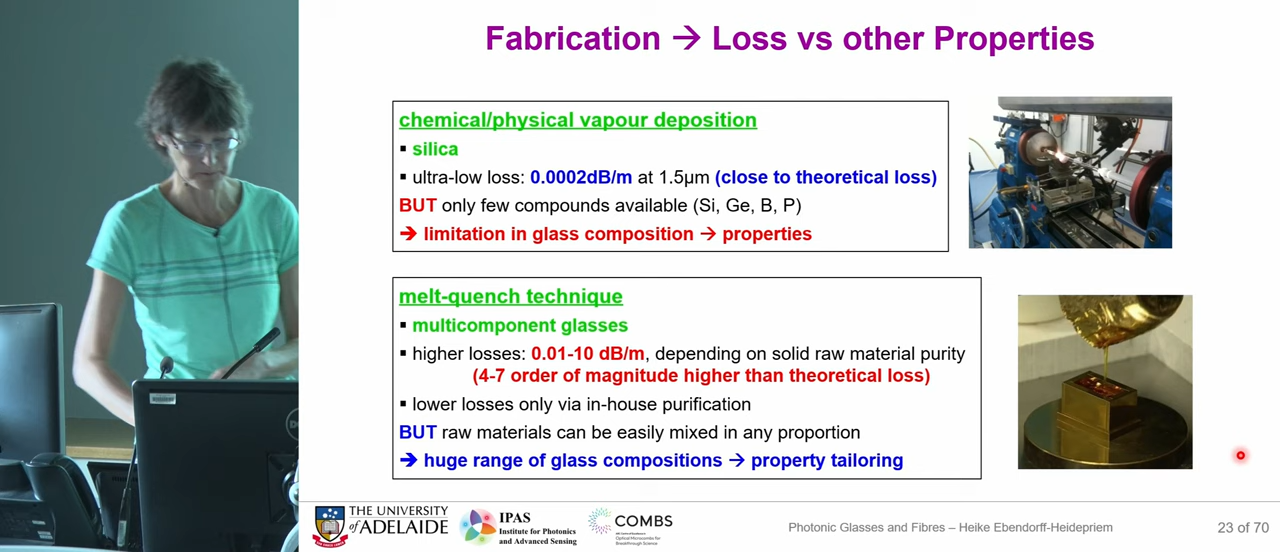 Fabrication → Loss vs other Properties
chemical/physical vapour deposition
▪ silica
▪ ultra-low loss: 0.0002dB/m at 1.5μm (close to theoretical loss)
BUT only few compounds available (Si, Ge, B, P)
➔ limitation in glass composition → properties
melt-quench technique
▪ multicomponent glasses
▪ higher losses: 0.01-10 dB/m, depending on solid raw material purity
(4-7 order of magnitude higher than theoretical loss)
▪ lower losses only via in-house purification
BUT raw materials can be easily mixed in any proportion
➔ huge range of glass compositions → property tailoring
THE UNIVERSITY
of ADELAIDE
IPAS
Institute for Photonics
and Advanced Sensing
COMBS
Optical Microcombs for
Breakthrough Science
Photonic Glasses and Fibres – Heike Ebendorff-Heidepriem
23 of 70